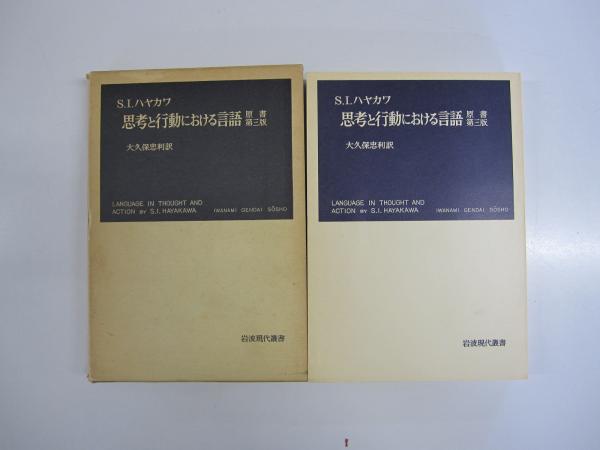 S.I.ハヤカワ
思考と行動における言語 原書第三版
大久保忠利訳
LANGUAGE IN THOUGHT AND
ACTION BY S.I. HAYAKAWA IWANAMI GENDAI SŌSHO
岩波現代叢書
S.I.ハヤカワ
思考と行動における言語 原書第三版
大久保忠利訳
LANGUAGE IN THOUGHT AND
ACTION BY S.I. HAYAKAWA IWANAMI GENDAI SŌSHO
岩波現代叢書